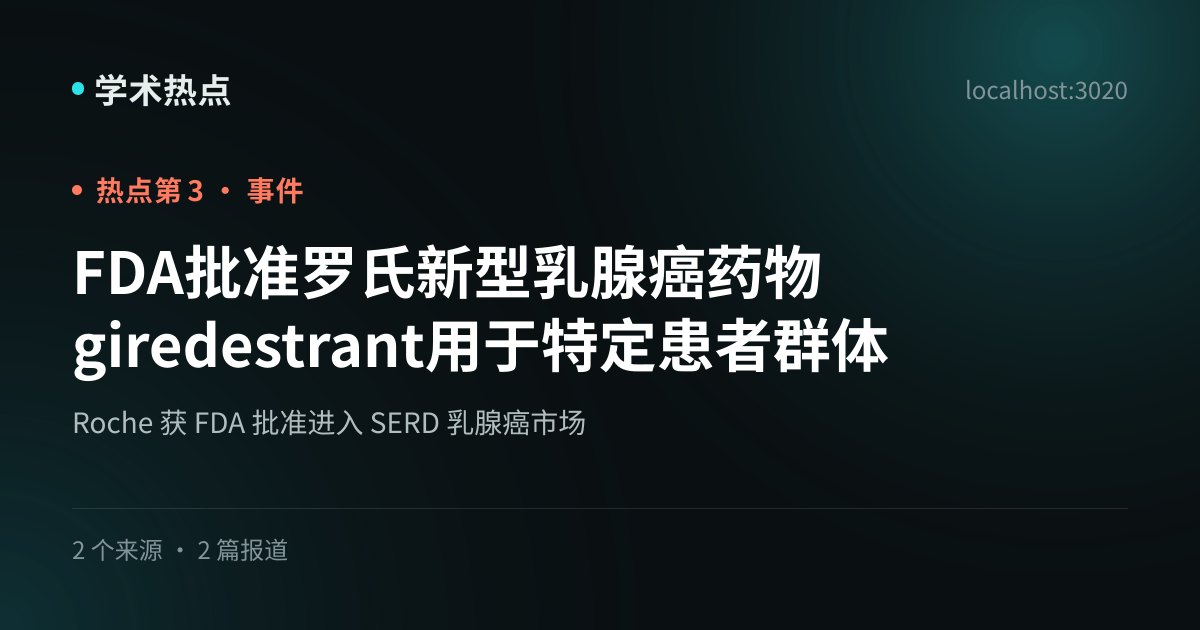 学术热点
localhost:3020
热点第 3 · 事件
FDA批准罗氏新型乳腺癌药物
giredestrant用于特定患者群体
Roche 获 FDA 批准进入 SERD 乳腺癌市场
2 个来源 · 2 篇报道